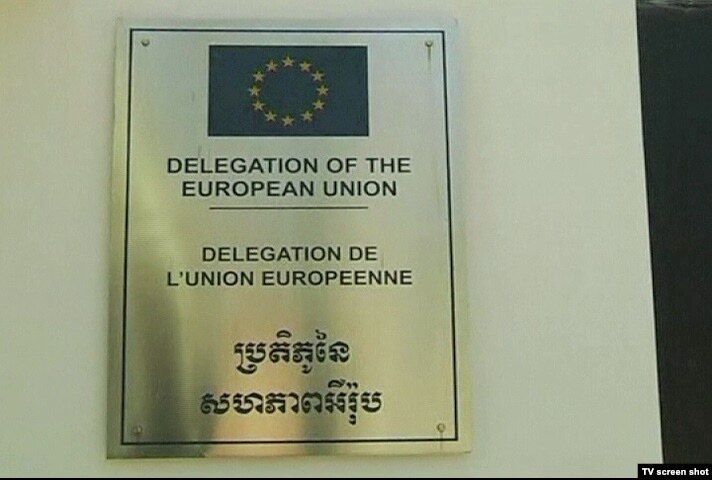 DELEGATION OF THE
EUROPEAN UNION
DELEGATION DE
L'UNION EUROPEENNE
ប្រតិភូនៃ
សហភាពអឺរ៉ុប
TV screen shot